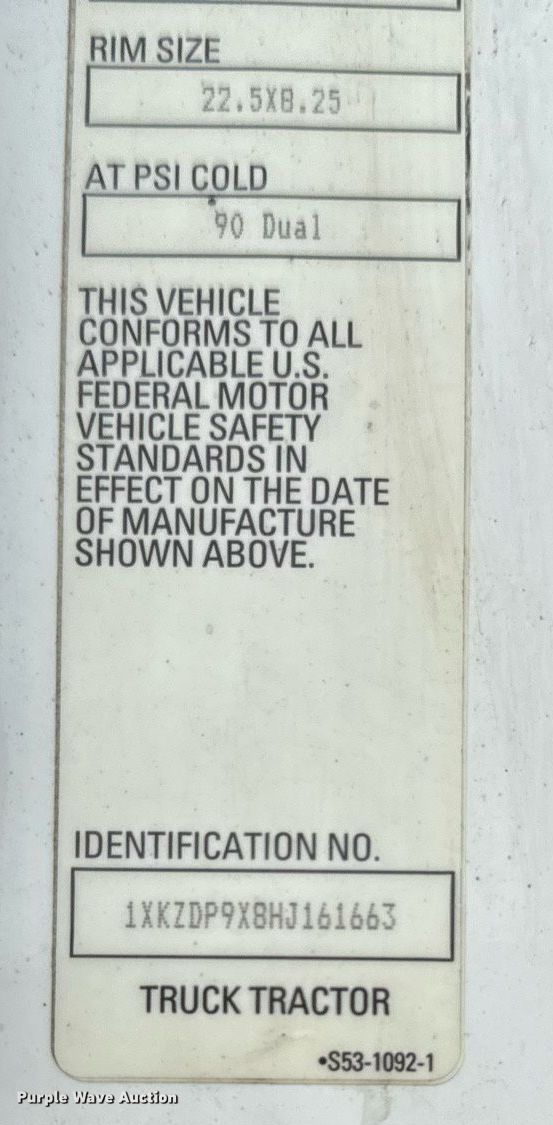 RIM SIZE
22.5X8.25
AT PSI COLD
90 Dual
THIS VEHICLE
CONFORMS TO ALL
APPLICABLE U.S.
FEDERAL MOTOR
VEHICLE SAFETY
STANDARDS IN
EFFECT ON THE DATE
OF MANUFACTURE
SHOWN ABOVE.
IDENTIFICATION NO.
1XKZDP9X8HJ161663
TRUCK TRACTOR
•S53-1092-1
Purple Wave Auction